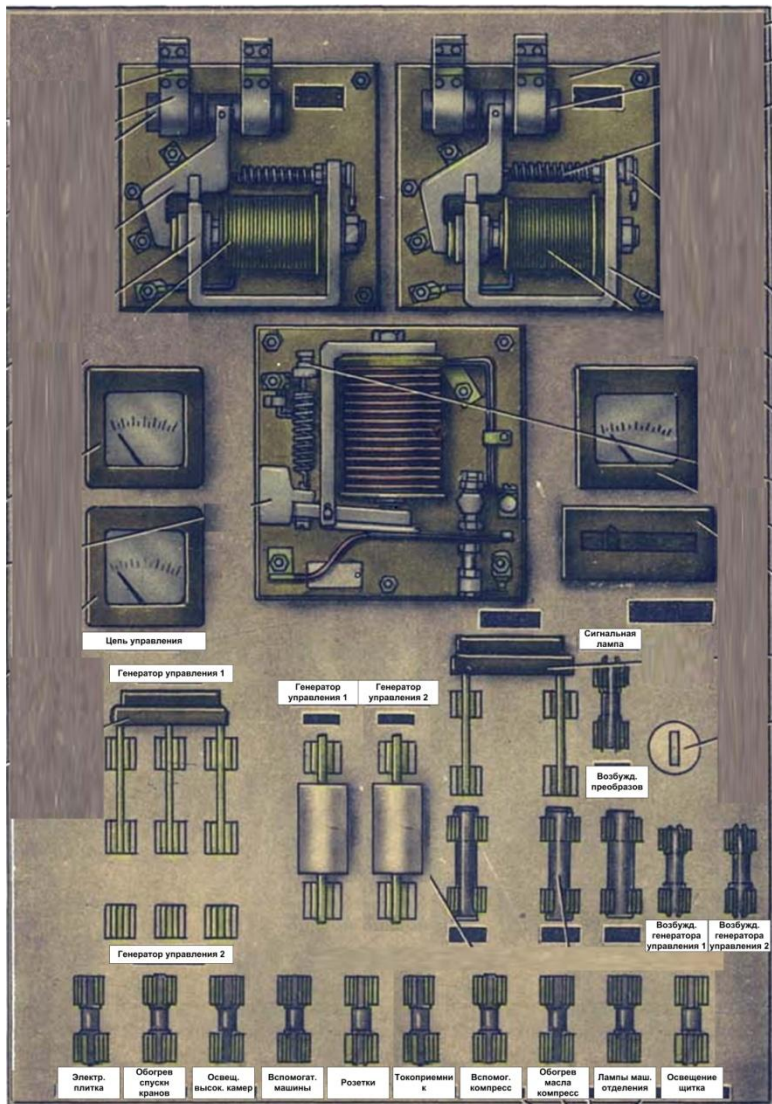 Цепь управления
Сигнальная
лампа
Генератор управления 1
Генератор
управления 1
Генератор
управления 2
Возбужд.
преобразов
Возбужд.
генератора
управления 1
Возбужд.
генератора
управления 2
Генератор управления 2
Электр.
плитка
Обогрев
спускн
кранов
Освещ.
высок. камер
Вспомогат.
машины
Розетки
Токоприемни
к
Вспомог.
компресс
Обогрев
масла
компресс
Лампы маш.
отделения
Освещение
щитка